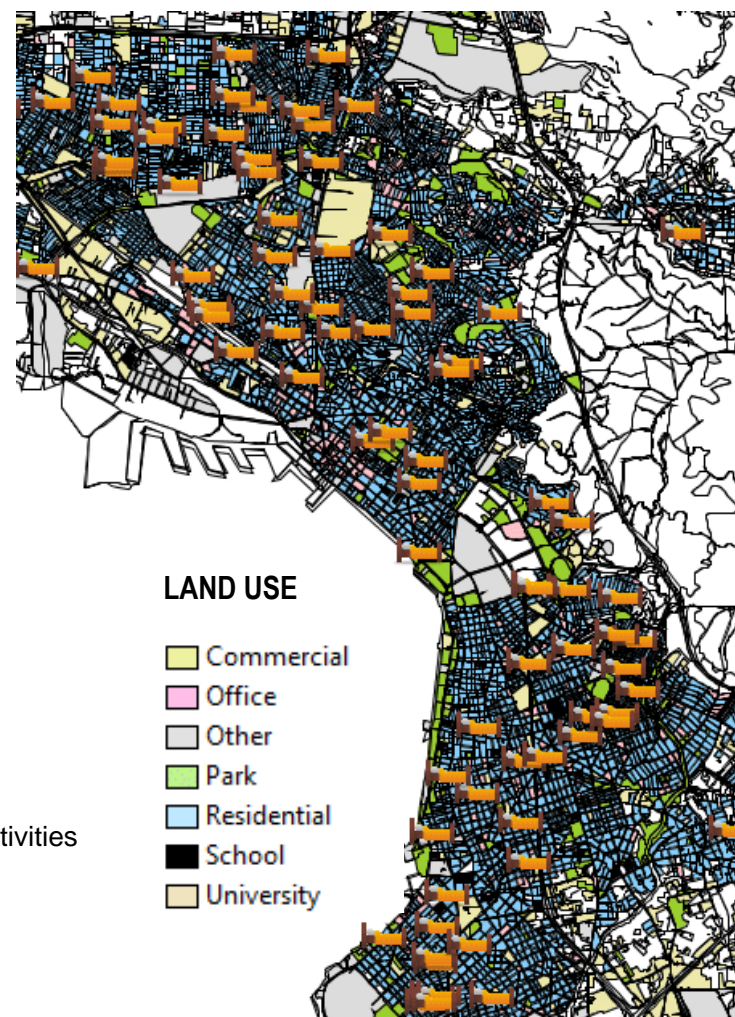 LAND USE
Commercial
Office
Other
Park
Residential
tivities
School
University